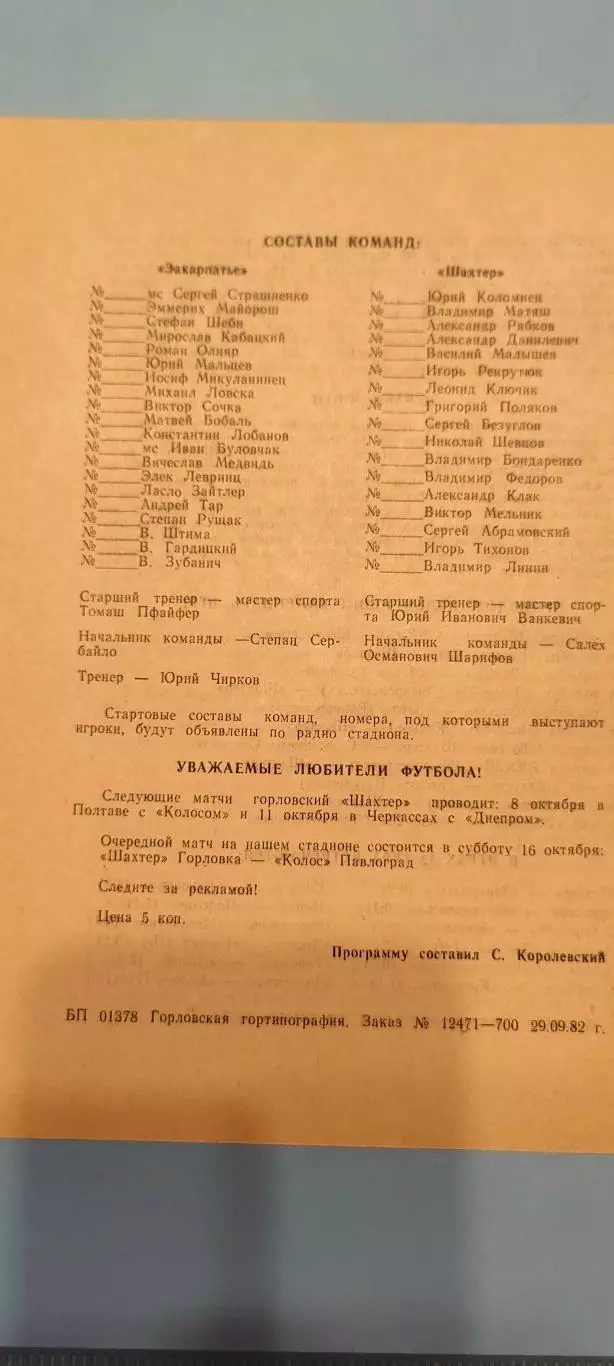 СОСТАВЫ КОМАНД:
«Закарпатье»
№_____мс Сергей Страшненко
№_____Эммерих Майорош
№_____Стефан Шебн
№_____Мирослав Кабацкий
№_____Роман Олияр
№_____Юрий Мальцев
№_____Иосиф Микуланинец
№_____Михаил Ловска
№_____Виктор Сочка
№_____Матвей Бобаль
№_____Константин Лобанов
№_____мс Иван Буловчак
№_____Вячеслав Медвидь
№_____Элек Левринц
№_____Ласло Зайтлер
№_____Андрей Тар
№_____Степан Рущак
№_____В. Штима
№_____В. Гардицкий
№_____В. Зубанич
Старший тренер — мастер спорта
Томаш Пфайфер
Начальник команды —Степан Сер-
байло
Тренер — Юрий Чирков
«Шахтер»
№_____Юрий Коломиец
№_____Владимир Матяш
№_____Александр Рябков
№_____Александр Данилевич
№_____Василий Малышев
№_____Игорь Рекрутюк
№_____Леонид Ключик
№_____Григорий Поляков
№_____Сергей Безуглов
№_____Николай Шевцов
№_____Владимир Бондаренко
№_____Владимир Федоров
№_____Александр Клак
№_____Виктор Мельник
№_____Сергей Абрамовский
№_____Игорь Тихонов
№_____Владимир Линин
Старший тренер — мастер спор-
та Юрий Иванович Ванкевич
Начальник команды — Салех
Османович Шарифов
Стартовые составы команд, номера, под которыми выступают
игроки, будут объявлены по радио стадиона.
УВАЖАЕМЫЕ ЛЮБИТЕЛИ ФУТБОЛА!
Следующие матчи горловский «Шахтер» проводит: 8 октября в
Полтаве с «Колосом» и 11 октября в Черкассах с «Днепром».
Очередной матч на нашем стадионе состоится в субботу 16 октября:
«Шахтер» Горловка — «Колос» Павлоград
Следите за рекламой!
Цена 5 коп.
Программу составил С. Королевский
БП 01378 Горловская гортипография. Заказ № 12471—700 29.09.82 г.